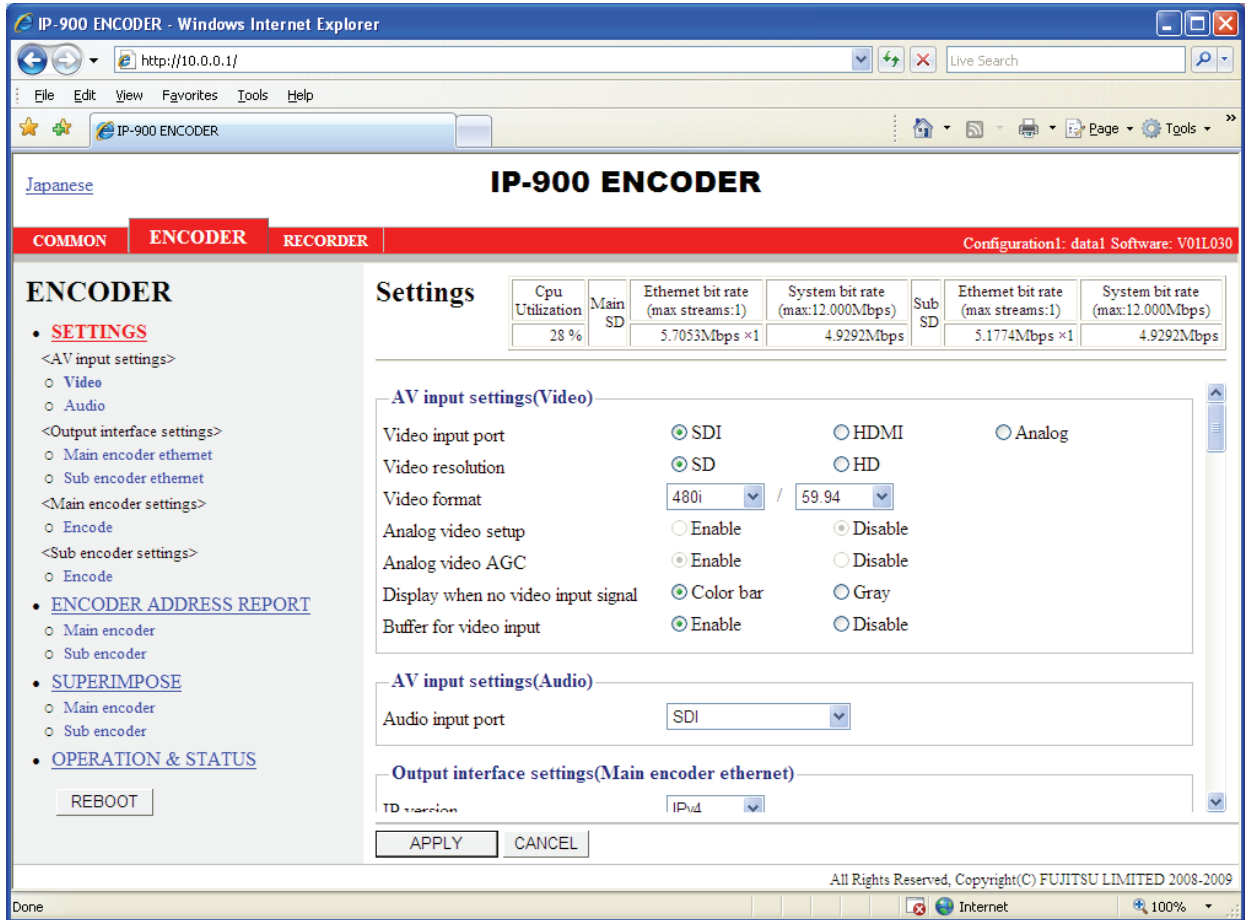 IP-900 ENCODER - Windows Internet Explorer
http://10.0.0.1/
Live Search
File Edit View Favorites Tools Help
IP-900 ENCODER
Page Tools »
Japanese
IP-900 ENCODER
COMMON ENCODER RECORDER
Configuration1: data1 Software: V01L030
ENCODER
• SETTINGS
<AV input settings>
o Video
o Audio
<Output interface settings>
o Main encoder ethernet
o Sub encoder ethernet
<Main encoder settings>
o Encode
<Sub encoder settings>
o Encode
• ENCODER ADDRESS REPORT
o Main encoder
o Sub encoder
• SUPERIMPOSE
o Main encoder
o Sub encoder
• OPERATION & STATUS
REBOOT
Settings
Cpu Utilization
28 %
Main SD
Ethernet bit rate (max streams:1)
5.7053Mbps ×1
System bit rate (max:12.000Mbps)
4.9292Mbps
Sub SD
Ethernet bit rate (max streams:1)
5.1774Mbps ×1
System bit rate (max:12.000Mbps)
4.9292Mbps
AV input settings(Video)
Video input port SDI HDMI Analog
Video resolution SD HD
Video format 480i / 59.94
Analog video setup Enable Disable
Analog video AGC Enable Disable
Display when no video input signal Color bar Gray
Buffer for video input Enable Disable
AV input settings(Audio)
Audio input port SDI
Output interface settings(Main encoder ethernet)
IP version IPv4
APPLY CANCEL
All Rights Reserved, Copyright(C) FUJITSU LIMITED 2008-2009
Done Internet 100%